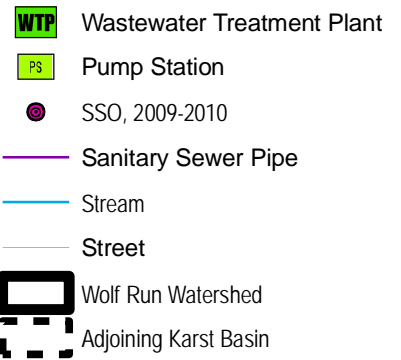 WTP Wastewater Treatment Plant
PS Pump Station
SSO, 2009-2010
Sanitary Sewer Pipe
Stream
Street
Wolf Run Watershed
Adjoining Karst Basin